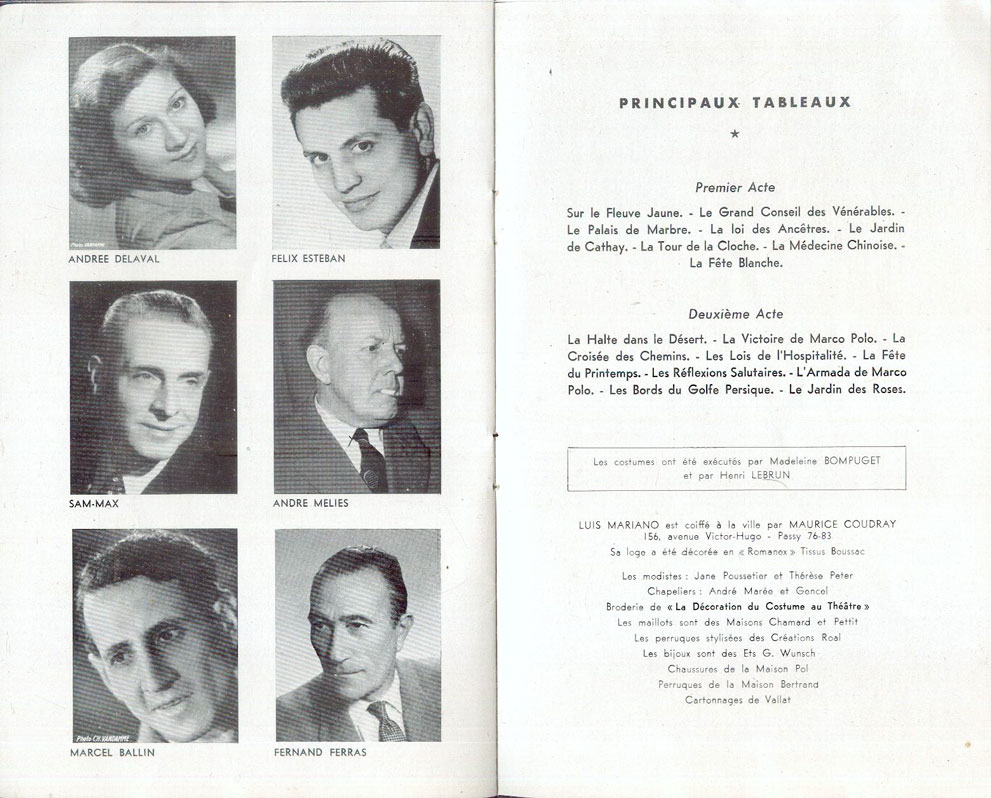 Photo VANDAMME
ANDREE DELAVAL
FELIX ESTEBAN
SAM-MAX
ANDRE MELIES
Photo CH.VANDAMME
MARCEL BALLIN
FERNAND FERRAS
PRINCIPAUX TABLEAUX
★
Premier Acte
Sur le Fleuve Jaune. - Le Grand Conseil des Vénérables. -
Le Palais de Marbre. - La loi des Ancêtres. - Le Jardin
de Cathay. - La Tour de la Cloche. - La Médecine Chinoise. -
La Fête Blanche.
Deuxième Acte
La Halte dans le Désert. - La Victoire de Marco Polo. - La
Croisée des Chemins. - Les Lois de l'Hospitalité. - La Fête
du Printemps. - Les Réflexions Salutaires. - L'Armada de Marco
Polo. - Les Bords du Golfe Persique. - Le Jardin des Roses.
Les costumes ont été exécutés par Madeleine BOMPUGET
et par Henri LEBRUN
LUIS MARIANO est coiffé à la ville par MAURICE COUDRAY
156, avenue Victor-Hugo - Passy 76-83
Sa loge a été décorée en « Romanex » Tissus Boussac
Les modistes : Jane Poussetier et Thérèse Peter
Chapeliers : André Marée et Gencel
Broderie de « La Décoration du Costume au Théâtre »
Les maillots sont des Maisons Chamard et Pettit
Les perruques stylisées des Créations Roal
Les bijoux sont des Ets G. Wunsch
Chaussures de la Maison Pol
Perruques de la Maison Bertrand
Cartonnages de Vallat